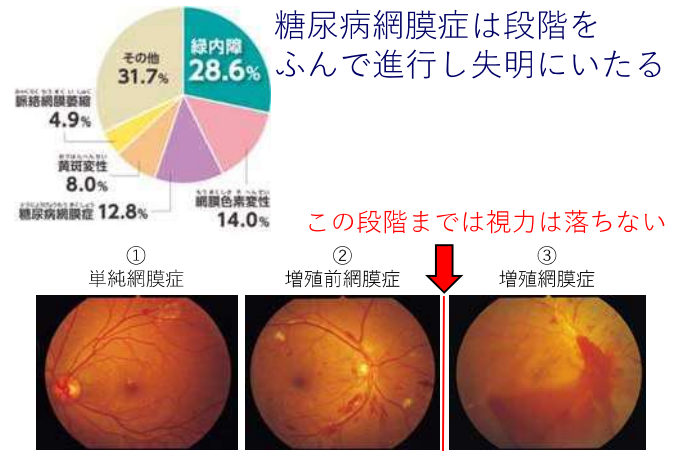 糖尿病網膜症は段階を
ふんで進行し失明にいたる
緑内障
28.6%
その他
31.7%
脈絡網膜萎縮
4.9%
黄斑変性
8.0%
糖尿病網膜症 12.8%
網膜色素変性
14.0%
この段階までは視力は落ちない
①
単純網膜症
②
増殖前網膜症
③
増殖網膜症